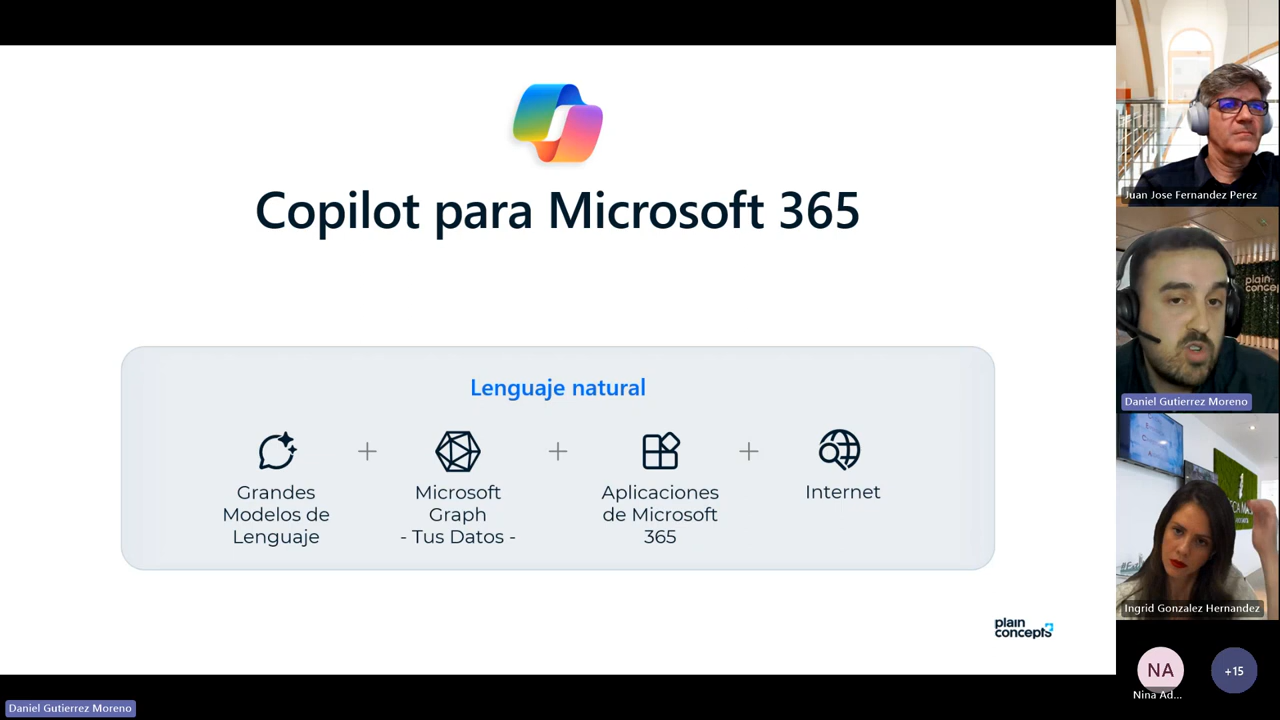 Copilot para Microsoft 365
Lenguaje natural
Grandes
Modelos de
Lenguaje
+
Microsoft
Graph
- Tus Datos -
+
Aplicaciones
de Microsoft
365
+
Internet
plain
concepts
Juan Jose Fernandez Perez
plain
Daniel Gutierrez Moreno
Ingrid Gonzalez Hernandez
NA
Nina Ad...
+15
Daniel Gutierrez Moreno